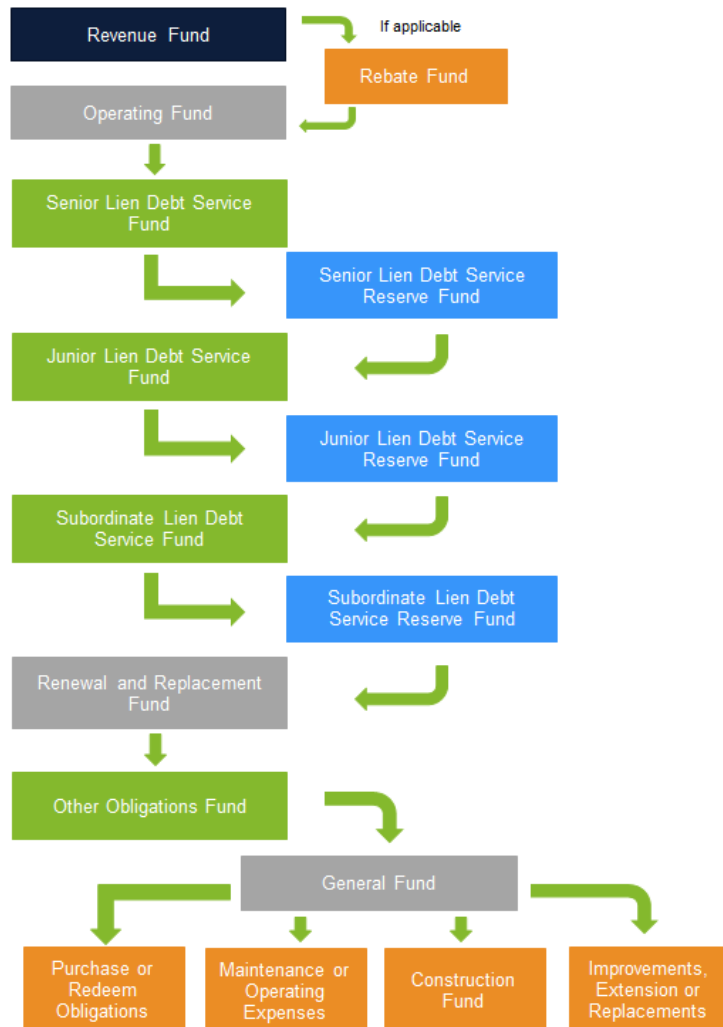 Revenue Fund
If applicable
Rebate Fund
Operating Fund
Senior Lien Debt Service
Fund
Senior Lien Debt Service
Reserve Fund
Junior Lien Debt Service
Fund
Junior Lien Debt Service
Reserve Fund
Subordinate Lien Debt
Service Fund
Subordinate Lien Debt
Service Reserve Fund
Renewal and Replacement
Fund
Other Obligations Fund
General Fund
Purchase or
Redeem
Obligations
Maintenance or
Operating
Expenses
Construction
Fund
Improvements,
Extension or
Replacements